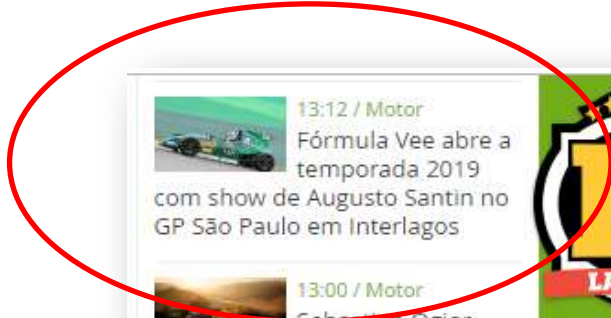 13:12 / Motor
Fórmula Vee abre a
temporada 2019
com show de Augusto Santin no
GP São Paulo em Interlagos
13:00 / Motor
LA